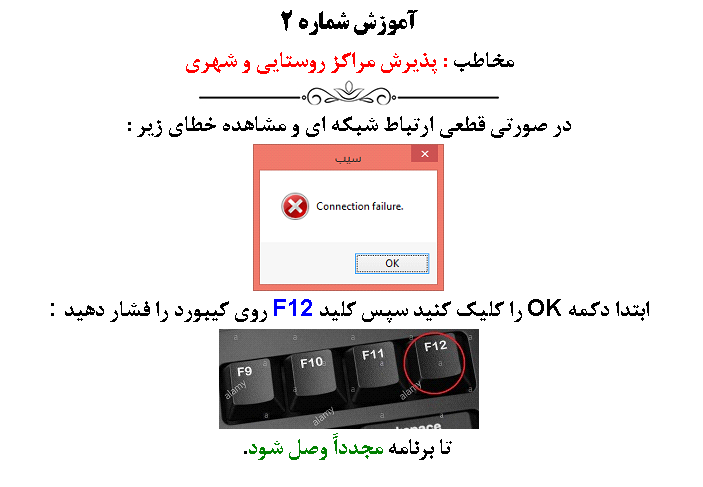 آموزش شماره ۲
مخاطب : پذیرش مراکز روستایی و شهری
در صورتی قطعی ارتباط شبکه ای و مشاهده خطای زیر :
سیب
Connection failure.
OK
ابتدا دکمه OK را کلیک کنید سپس کلید F12 روی کیبورد را فشار دهید :
F9 F10 F11 F12
alamy alamy alamy
a a a a a a
تا برنامه مجدداً وصل شود.